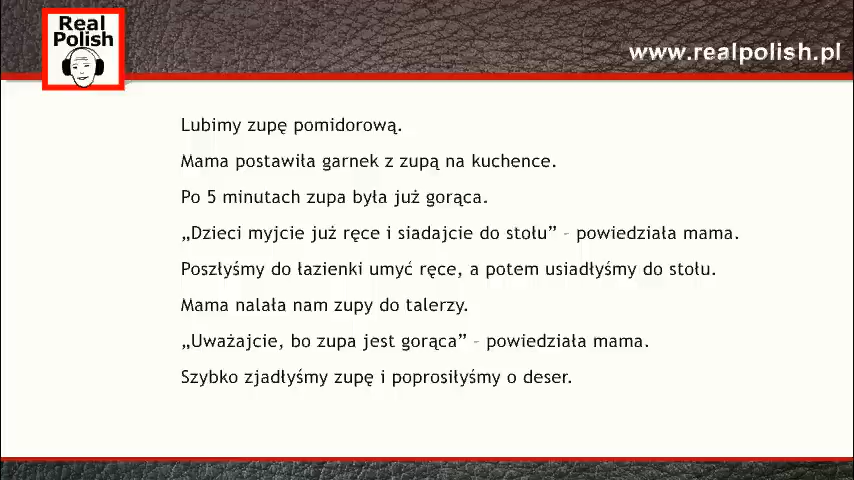 Real
Polish
www.realpolish.pl
Lubimy zupę pomidorową.
Mama postawiła garnek z zupą na kuchence.
Po 5 minutach zupa była już gorąca.
„Dzieci myjcie już ręce i siadajcie do stołu” - powiedziała mama.
Poszłyśmy do łazienki umyć ręce, a potem usiadłyśmy do stołu.
Mama nalała nam zupy do talerzy.
„Uważajcie, bo zupa jest gorąca” - powiedziała mama.
Szybko zjadłyśmy zupę i poprosiłyśmy o deser.